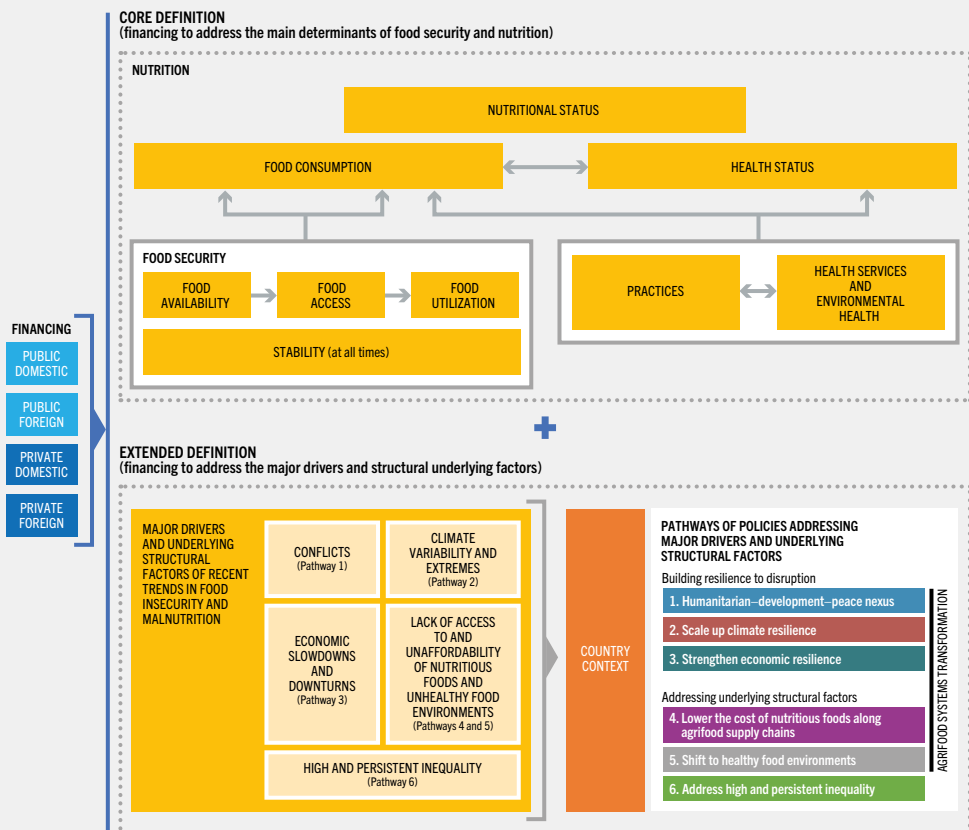 CORE DEFINITION
(financing to address the main determinants of food security and nutrition)
NUTRITION
NUTRITIONAL STATUS
FOOD CONSUMPTION
HEALTH STATUS
FOOD SECURITY
FOOD
AVAILABILITY
FOOD
ACCESS
FOOD
UTILIZATION
STABILITY (at all times)
PRACTICES
HEALTH SERVICES
AND
ENVIRONMENTAL
HEALTH
FINANCING
PUBLIC
DOMESTIC
PUBLIC
FOREIGN
PRIVATE
DOMESTIC
PRIVATE
FOREIGN
EXTENDED DEFINITION
(financing to address the major drivers and structural underlying factors)
MAJOR DRIVERS
AND UNDERLYING
STRUCTURAL
FACTORS OF RECENT
TRENDS IN FOOD
INSECURITY AND
MALNUTRITION
CONFLICTS
(Pathway 1)
CLIMATE
VARIABILITY AND
EXTREMES
(Pathway 2)
ECONOMIC
SLOWDOWNS
AND
DOWNTURNS
(Pathway 3)
LACK OF ACCESS
TO AND
UNAFFORDABILITY
OF NUTRITIOUS
FOODS AND
UNHEALTHY FOOD
ENVIRONMENTS
(Pathways 4 and 5)
HIGH AND PERSISTENT INEQUALITY
(Pathway 6)
COUNTRY
CONTEXT
PATHWAYS OF POLICIES ADDRESSING
MAJOR DRIVERS AND UNDERLYING
STRUCTURAL FACTORS
Building resilience to disruption
1. Humanitarian–development–peace nexus
2. Scale up climate resilience
3. Strengthen economic resilience
Addressing underlying structural factors
4. Lower the cost of nutritious foods along
agrifood supply chains
5. Shift to healthy food environments
6. Address high and persistent inequality
AGRIFOOD SYSTEMS TRANSFORMATION